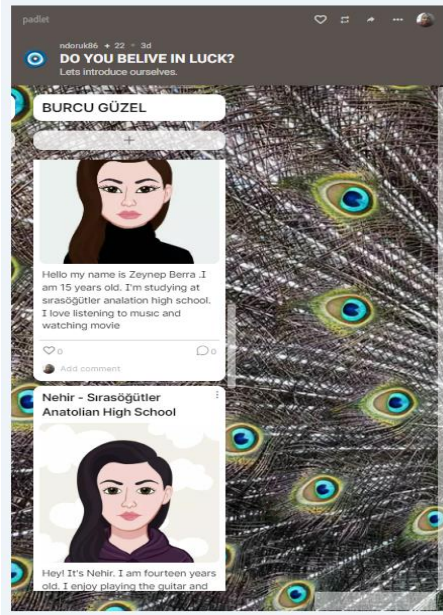 padlet
ndoruk86 + 22 · 3d
DO YOU BELIVE IN LUCK?
Lets introduce ourselves.
BURCU GÜZEL
+
Hello my name is Zeynep Berra .I
am 15 years old. I'm studying at
sırasöğütler analation high school.
I love listening to music and
watching movie
0
0
Add comment
Nehir - Sırasöğütler
Anatolian High School
Hey! It's Nehir. I am fourteen years
old. I enjoy playing the guitar and